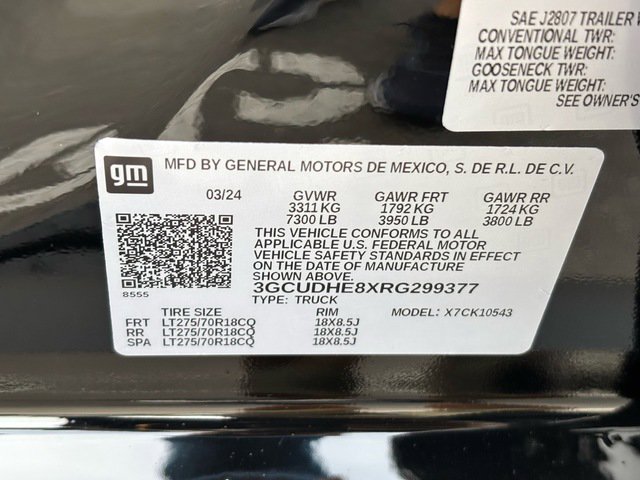 SAE J2807 TRAILER
CONVENTIONAL TWR:
MAX TONGUE WEIGHT:
GOOSENECK TWR:
MAX TONGUE WEIGHT:
SEE OWNER'S
gm
MFD BY GENERAL MOTORS DE MEXICO, S. DE R.L. DE C.V.
03/24 GVWR GAWR FRT GAWR RR
3311 KG 1792 KG 1724 KG
7300 LB 3950 LB 3800 LB
THIS VEHICLE CONFORMS TO ALL
APPLICABLE U.S. FEDERAL MOTOR
VEHICLE SAFETY STANDARDS IN EFFECT
ON THE DATE OF MANUFACTURE
SHOWN ABOVE.
3GCUDHE8XRG299377
8555
TYPE: TRUCK
TIRE SIZE RIM MODEL: X7CK10543
FRT LT275/70R18CQ 18X8.5J
RR LT275/70R18CQ 18X8.5J
SPA LT275/70R18CQ 18X8.5J